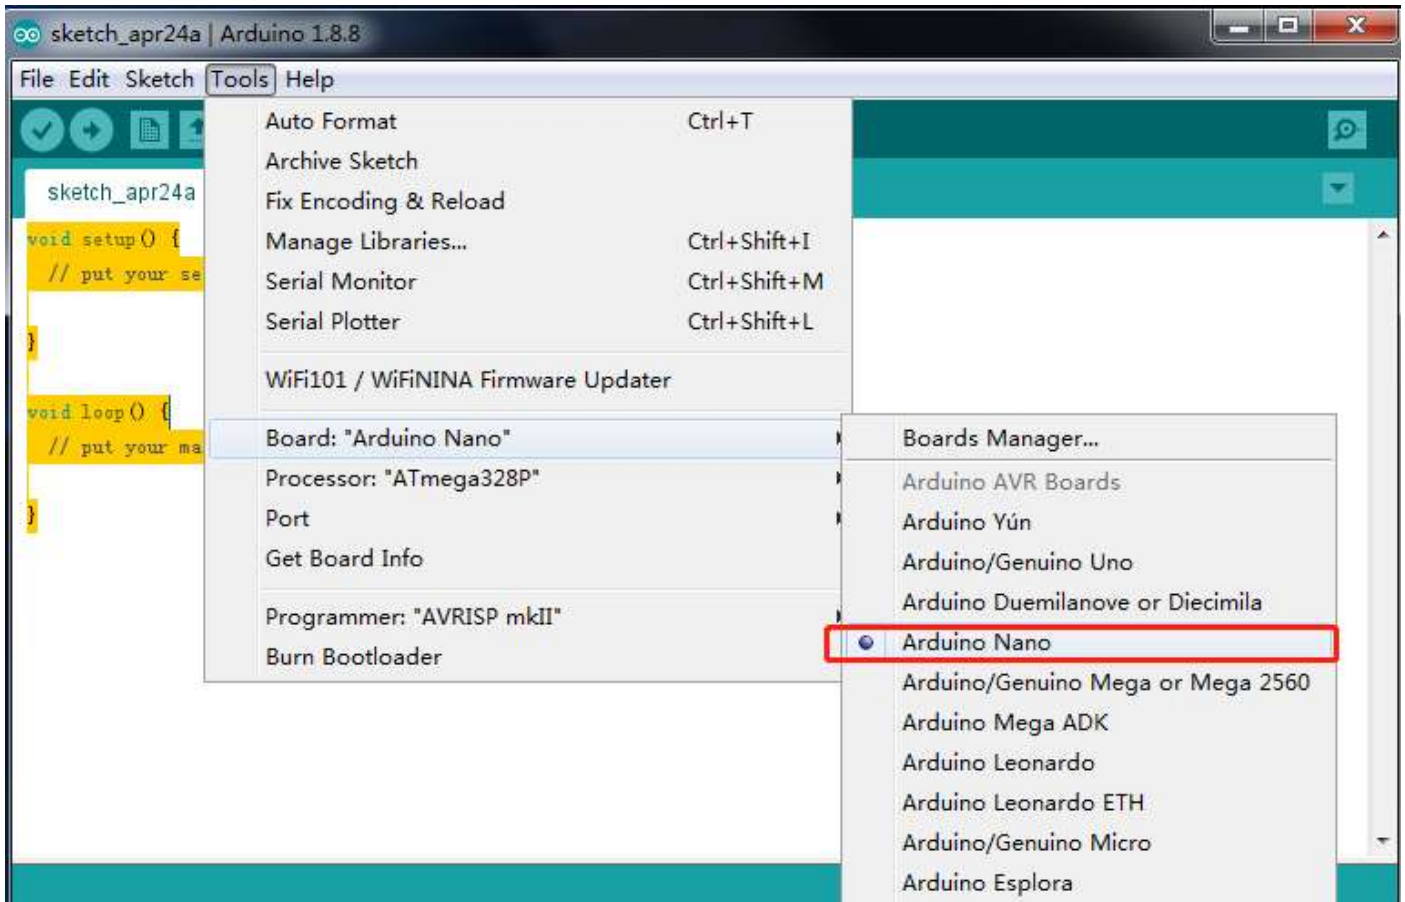 sketch_apr24a | Arduino 1.8.8
File Edit Sketch Tools Help
Auto Format Ctrl+T
Archive Sketch
sketch_apr24a
Fix Encoding & Reload
void setup() {
Manage Libraries... Ctrl+Shift+I
// put your se
Serial Monitor Ctrl+Shift+M
Serial Plotter Ctrl+Shift+L
}
WiFi101 / WiFiNINA Firmware Updater
void loop() {
Board: "Arduino Nano"
// put your ma
Processor: "ATmega328P"
Port
}
Get Board Info
Programmer: "AVRISP mkII"
Burn Bootloader
Boards Manager...
Arduino AVR Boards
Arduino Yún
Arduino/Genuino Uno
Arduino Duemilanove or Diecimila
Arduino Nano
Arduino/Genuino Mega or Mega 2560
Arduino Mega ADK
Arduino Leonardo
Arduino Leonardo ETH
Arduino/Genuino Micro
Arduino Esplora